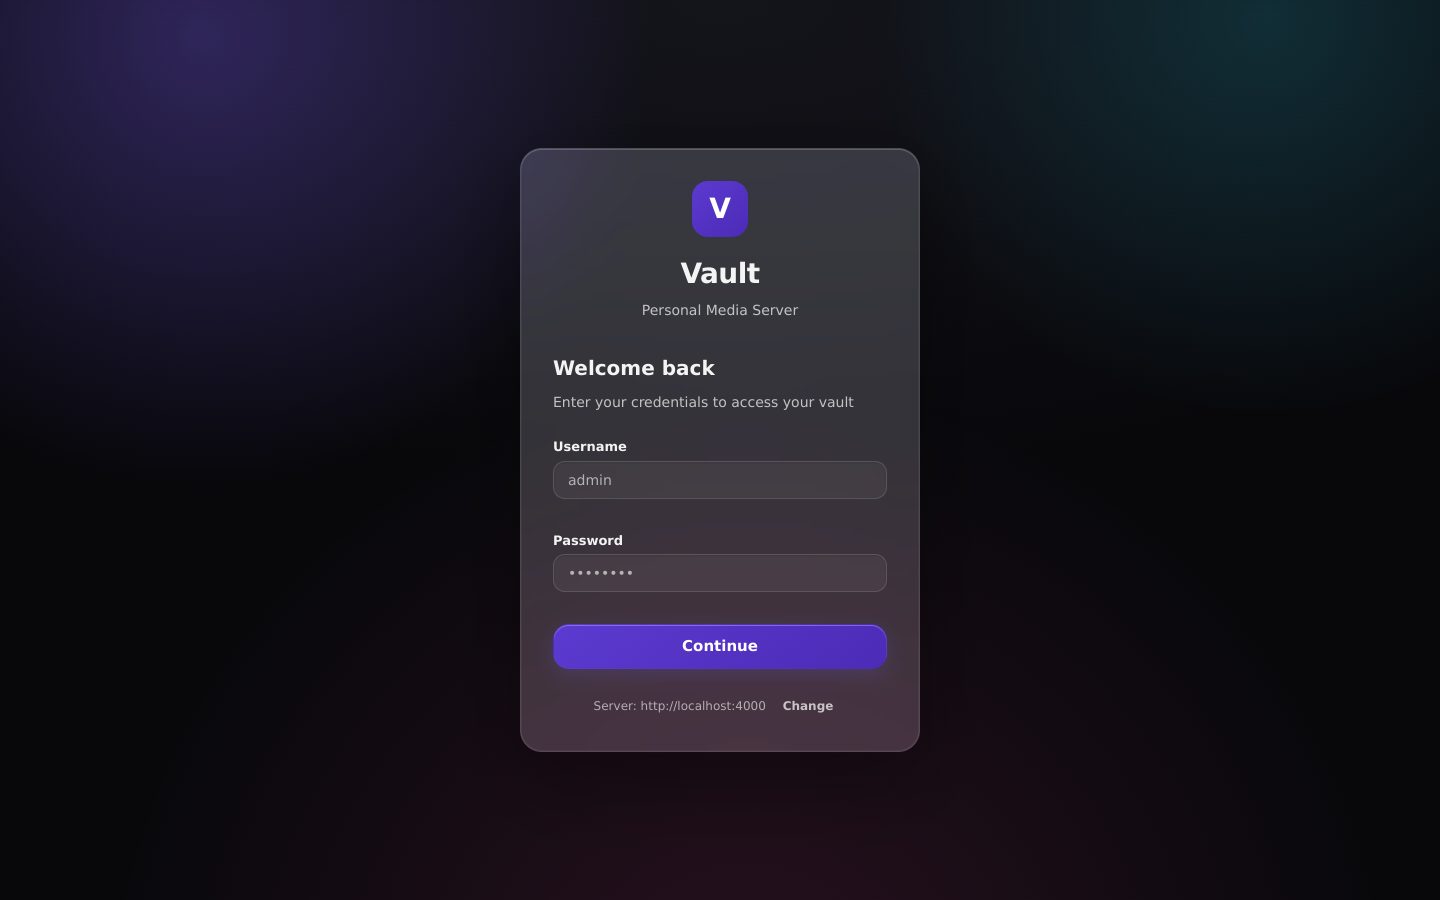 V
Vault
Personal Media Server
Welcome back
Enter your credentials to access your vault
Username
admin
Password
••••••••
Continue
Server: http://localhost:4000 Change